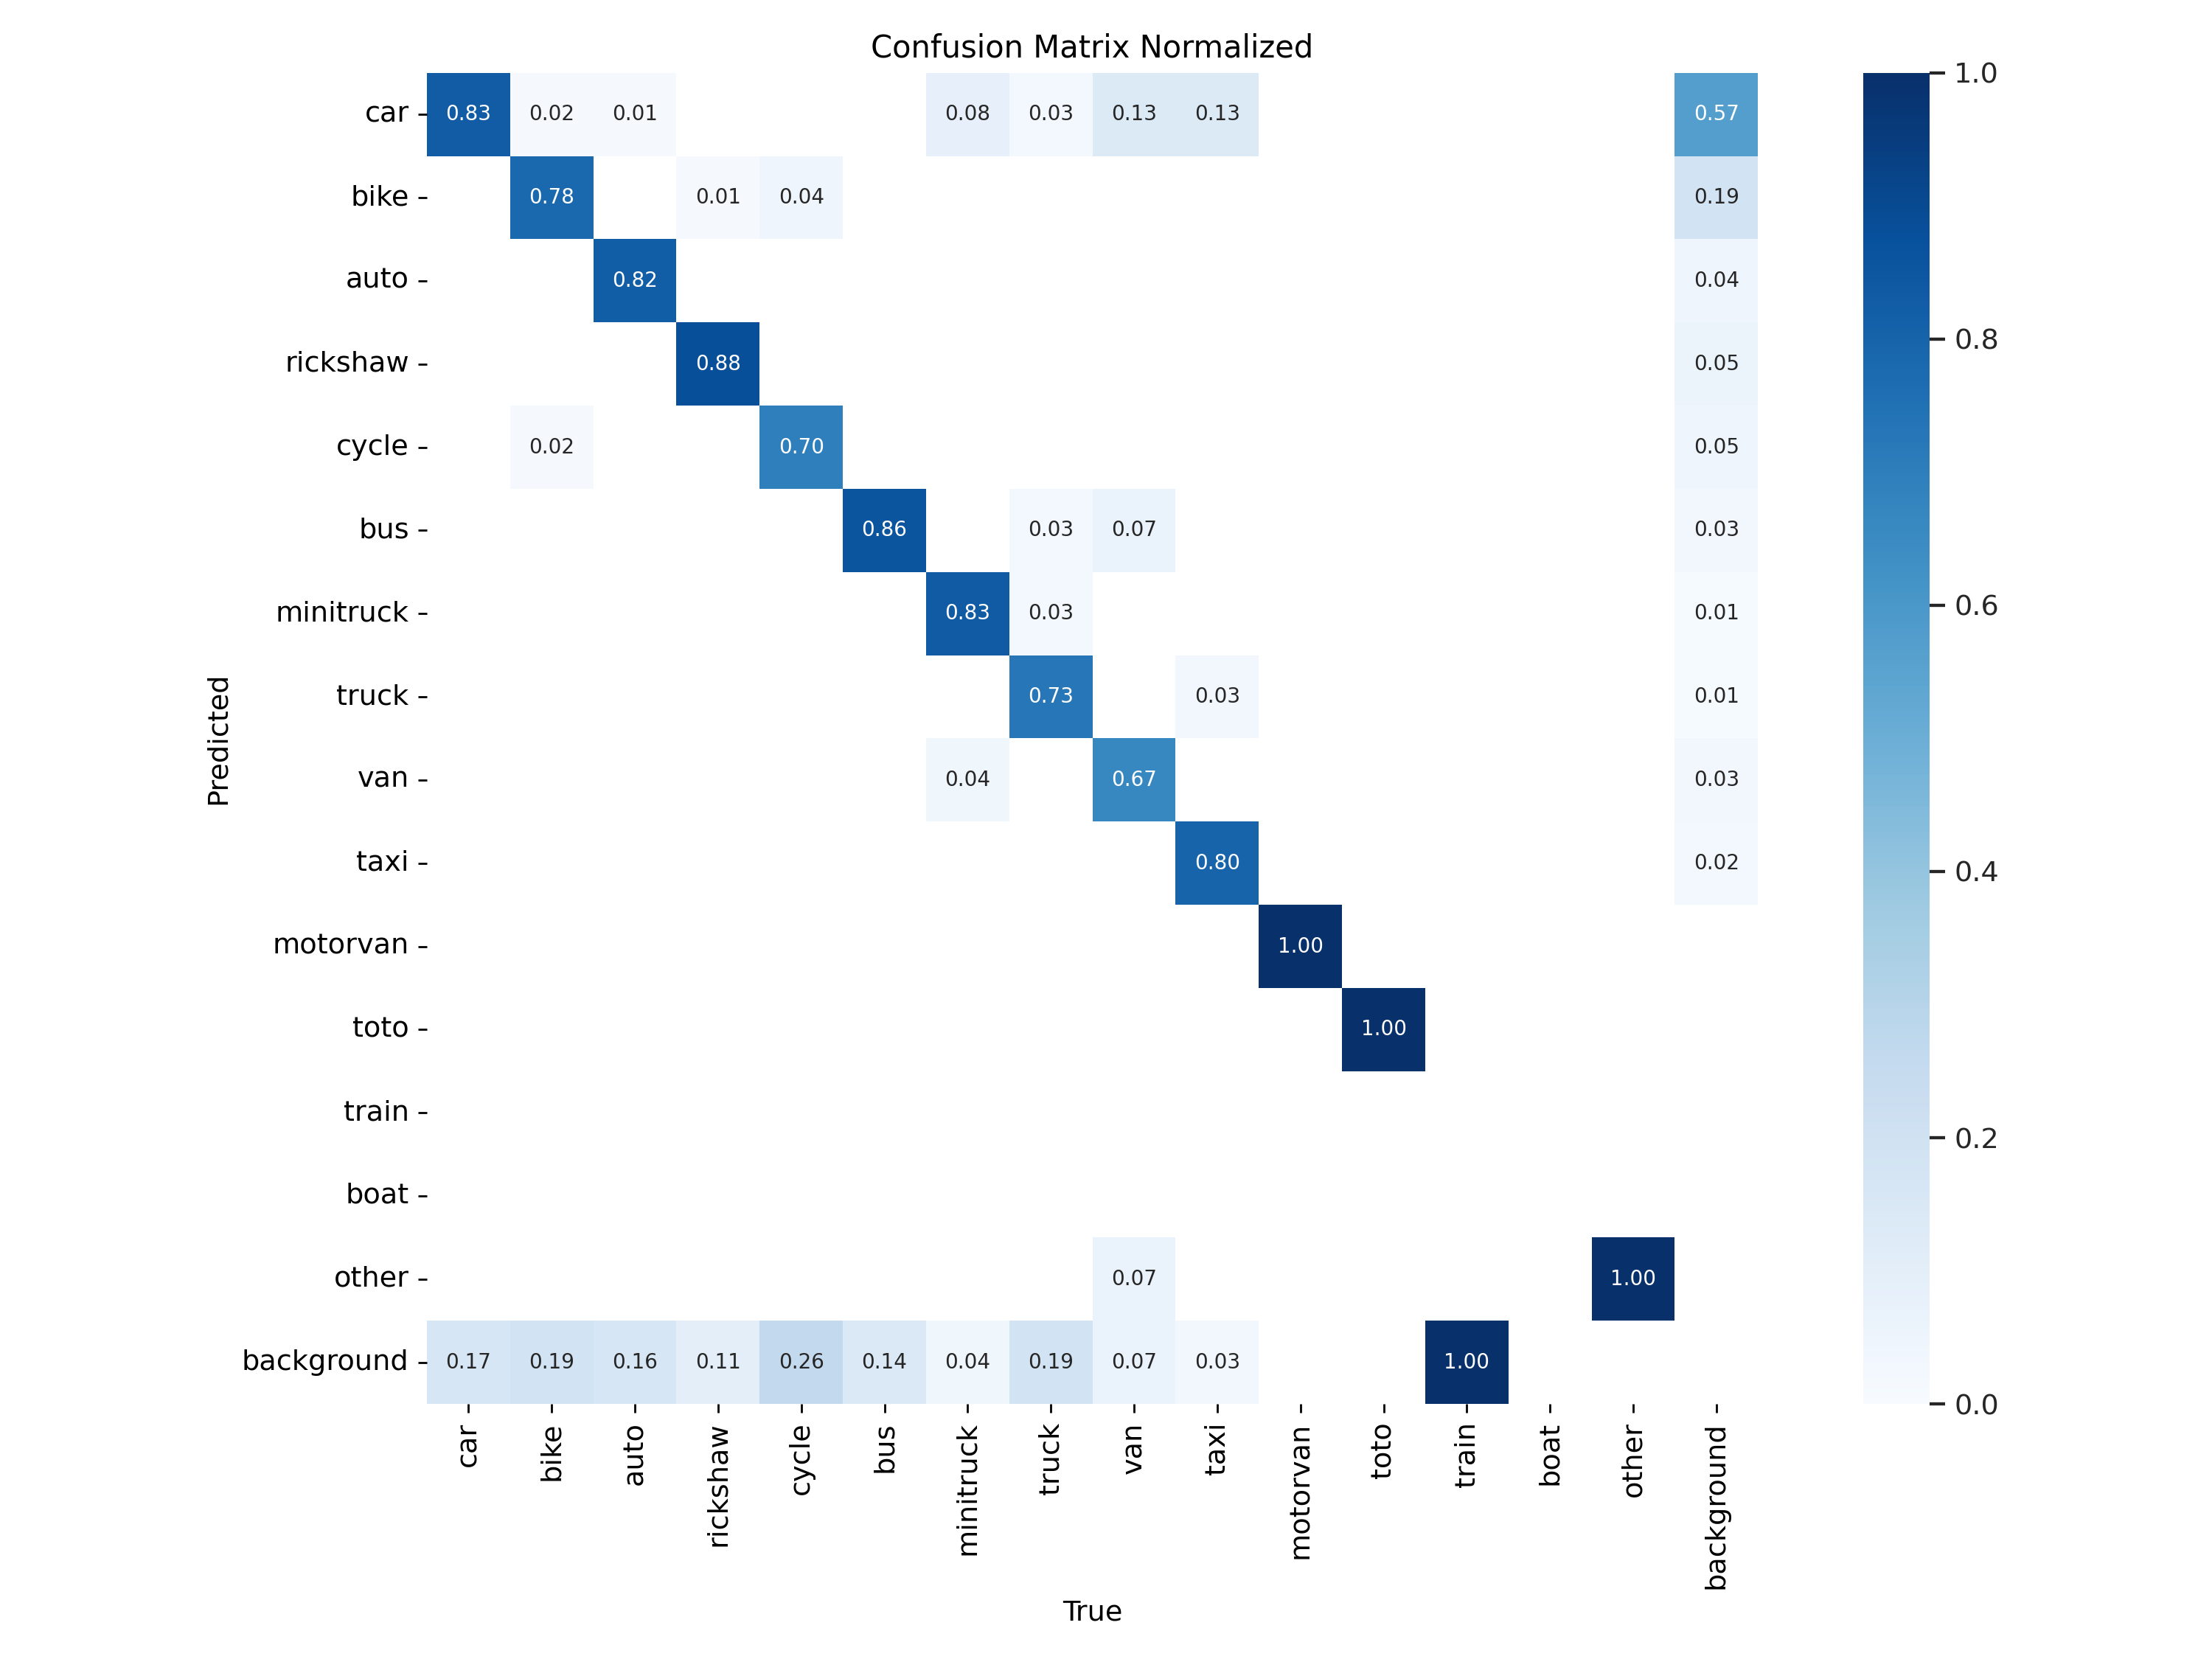 Confusion Matrix Normalized
car 0.83 0.02 0.01 0.08 0.03 0.13 0.13 0.57
bike 0.78 0.01 0.04 0.19
auto 0.82 0.04
rickshaw 0.88 0.05
cycle 0.02 0.70 0.05
bus 0.86 0.03 0.07 0.03
minitruck 0.83 0.03 0.01
truck 0.73 0.03 0.01
van 0.04 0.67 0.03
taxi 0.80 0.02
motorvan 1.00
toto 1.00
train
boat
other 0.07 1.00
background 0.17 0.19 0.16 0.11 0.26 0.14 0.04 0.19 0.07 0.03 1.00
car bike auto rickshaw cycle bus minitruck truck van taxi motorvan toto train boat other background
True
Predicted
1.0
0.8
0.6
0.4
0.2
0.0